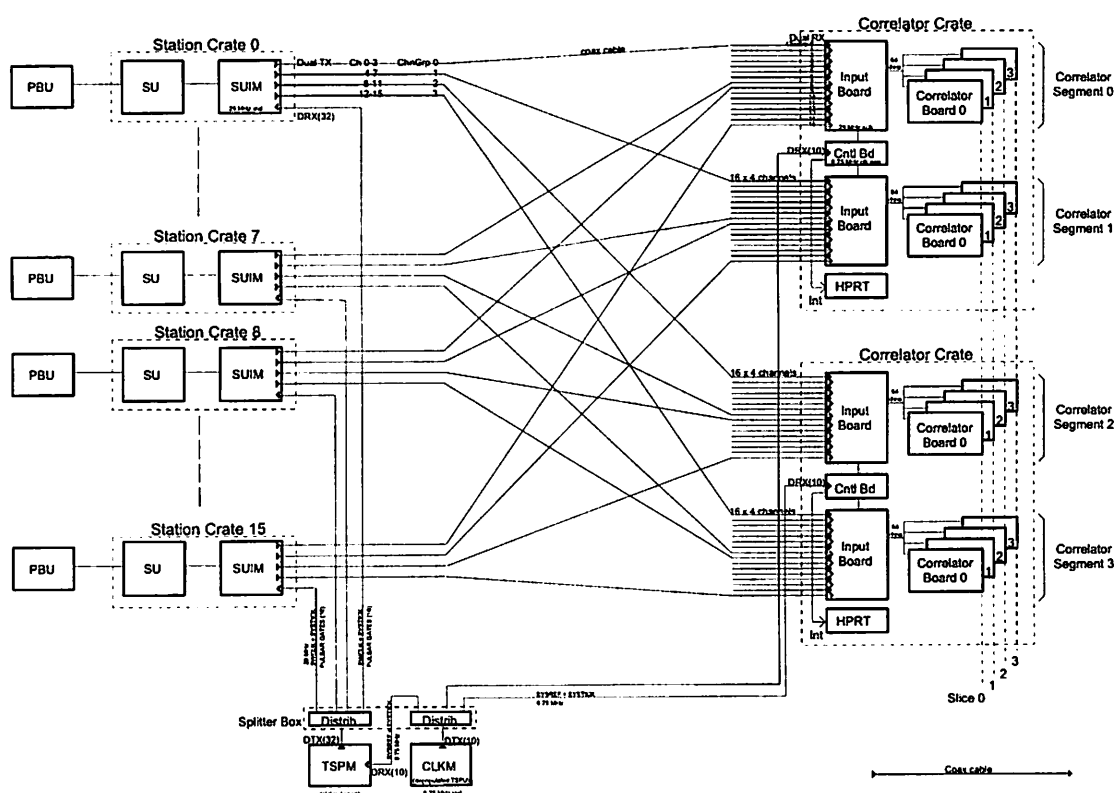 Correlator Crate
Station Crate 0
Dual TX
Ch 0-3
ChnGrp 0
coax cable
Dual RX
4-7
1
8-11
2
12-15
3
PBU
SU
SUIM
DRX(32)
Input
Board
Correlator
Board 0
1
2
3
Correlator
Segment 0
DRX(10)
Cntl Bd
16 x 4 channels
Input
Board
Correlator
Board 0
1
2
3
Correlator
Segment 1
Station Crate 7
PBU
SU
SUIM
HPRT
Int
Station Crate 8
PBU
SU
SUIM
Correlator Crate
16 x 4 channels
Input
Board
Correlator
Board 0
1
2
3
Correlator
Segment 2
DRX(10)
Cntl Bd
16 x 4 channels
Station Crate 15
PBU
SU
SUIM
Input
Board
Correlator
Board 0
1
2
3
Correlator
Segment 3
HPRT
Int
PULSAR GATES
PULSAR GATES
3
2
1
Slice 0
Splitter Box
Distrib
Distrib
DTX(32)
DTX(10)
TSPM
DRX(10)
CLKM
Coax cable